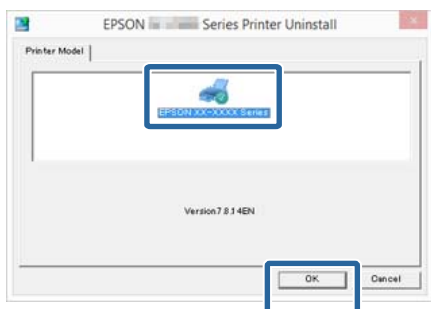 EPSON Series Printer Uninstall
Printer Model
EPSON XX-XXXX Series
Version7.8.14EN
OK Cancel